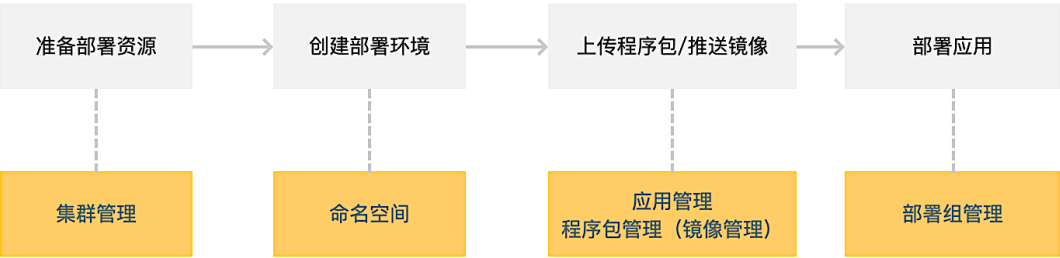 准备部署资源
创建部署环境
上传程序包/推送镜像
部署应用
集群管理
命名空间
应用管理
程序包管理（镜像管理）
部署组管理